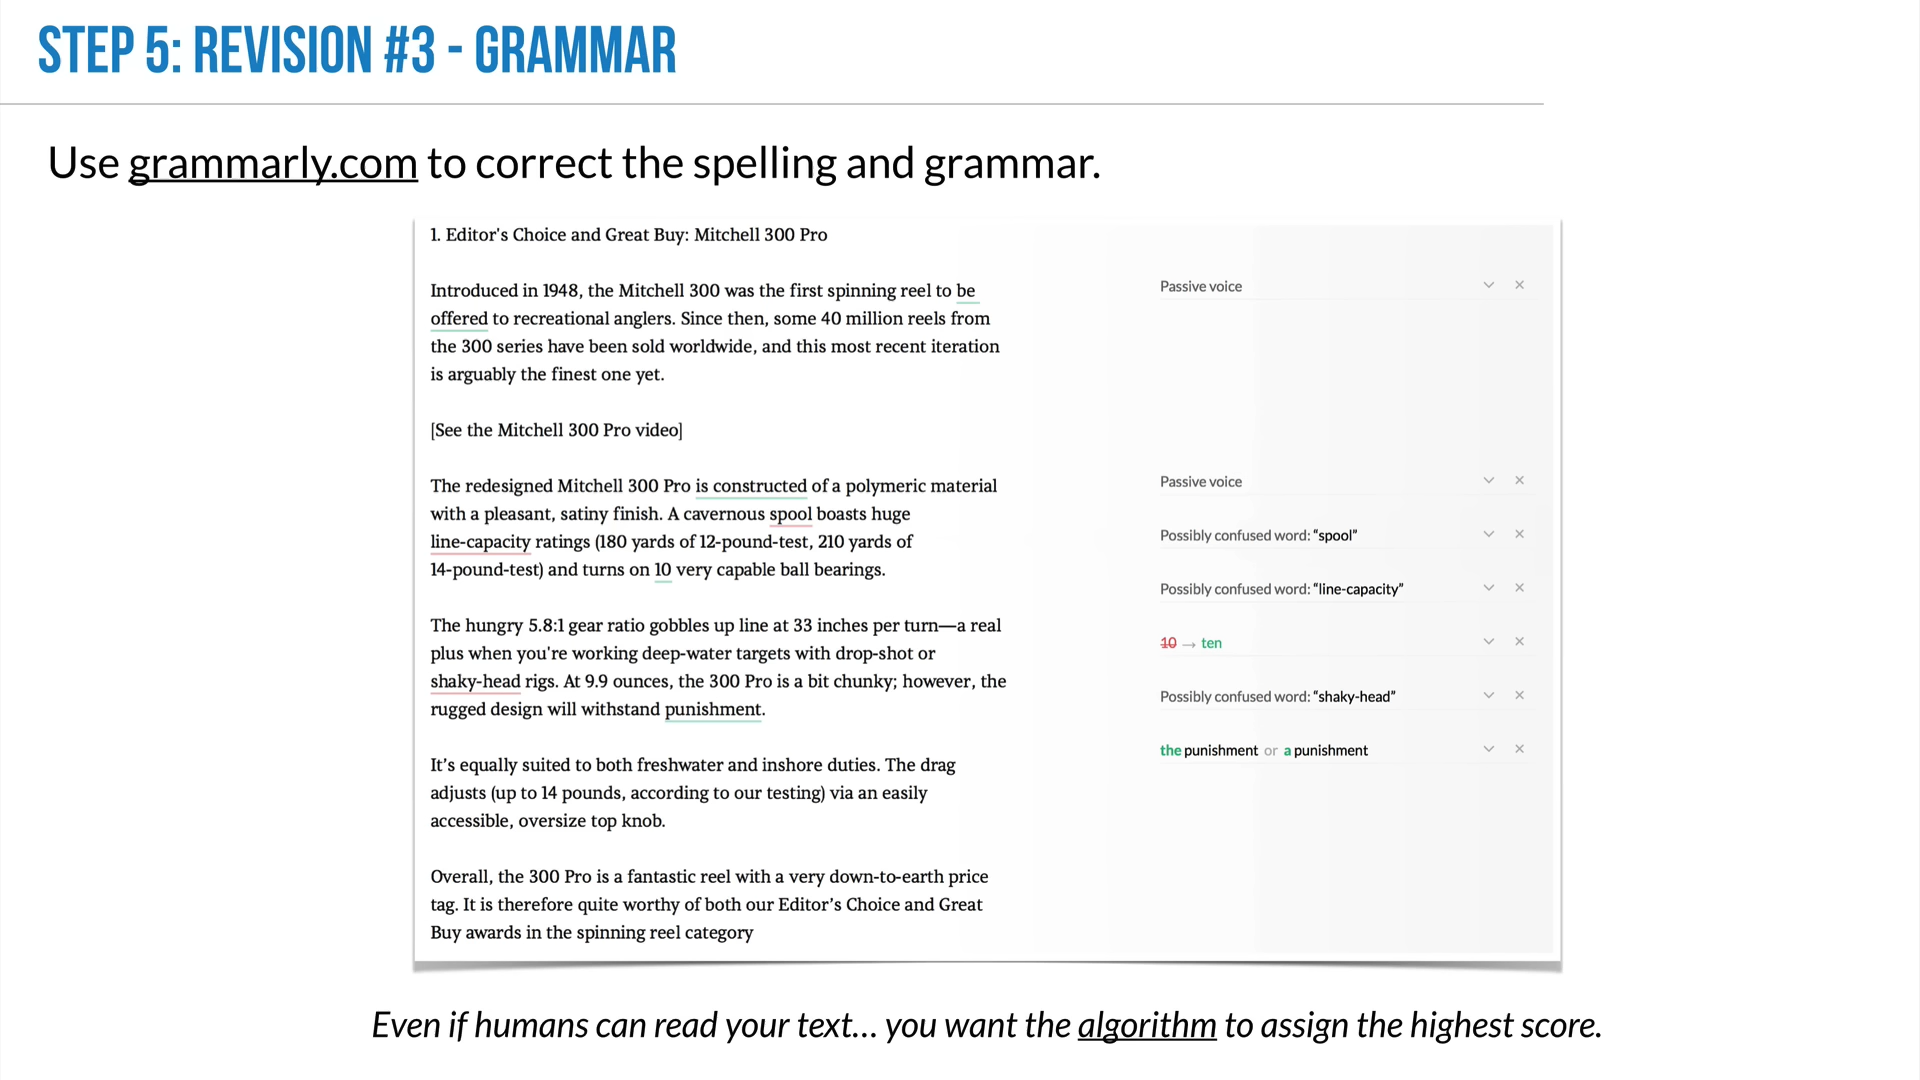 STEP 5: REVISION #3 - GRAMMAR
Use grammarly.com to correct the spelling and grammar.
1. Editor's Choice and Great Buy: Mitchell 300 Pro
Introduced in 1948, the Mitchell 300 was the first spinning reel to be
offered to recreational anglers. Since then, some 40 million reels from
the 300 series have been sold worldwide, and this most recent iteration
is arguably the finest one yet.
[See the Mitchell 300 Pro video]
The redesigned Mitchell 300 Pro is constructed of a polymeric material
with a pleasant, satiny finish. A cavernous spool boasts huge
line-capacity ratings (180 yards of 12-pound-test, 210 yards of
14-pound-test) and turns on 10 very capable ball bearings.
The hungry 5.8:1 gear ratio gobbles up line at 33 inches per turn—a real
plus when you're working deep-water targets with drop-shot or
shaky-head rigs. At 9.9 ounces, the 300 Pro is a bit chunky; however, the
rugged design will withstand punishment.
It’s equally suited to both freshwater and inshore duties. The drag
adjusts (up to 14 pounds, according to our testing) via an easily
accessible, oversize top knob.
Overall, the 300 Pro is a fantastic reel with a very down-to-earth price
tag. It is therefore quite worthy of both our Editor’s Choice and Great
Buy awards in the spinning reel category
Passive voice
Passive voice
Possibly confused word: “spool”
Possibly confused word: “line-capacity”
10 → ten
Possibly confused word: “shaky-head”
the punishment or a punishment
Even if humans can read your text... you want the algorithm to assign the highest score.